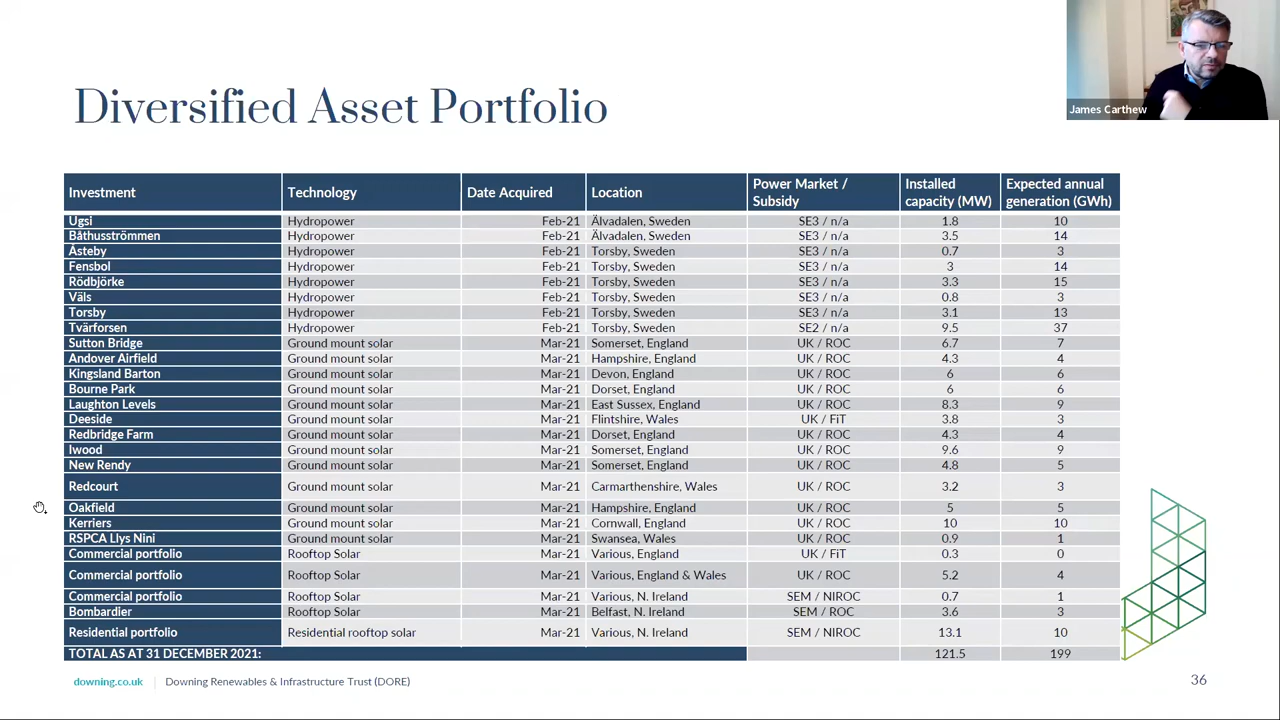 James Carthew
Diversified Asset Portfolio
Investment Technology Date Acquired Location Power Market / Subsidy Installed capacity (MW) Expected annual generation (GWh)
Ugsi Hydropower Feb-21 Älvadalen, Sweden SE3 / n/a 1.8 10
Båthusströmmen Hydropower Feb-21 Älvadalen, Sweden SE3 / n/a 3.5 14
Åsteby Hydropower Feb-21 Torsby, Sweden SE3 / n/a 0.7 3
Fensbol Hydropower Feb-21 Torsby, Sweden SE3 / n/a 3 14
Rödbjörke Hydropower Feb-21 Torsby, Sweden SE3 / n/a 3.3 15
Väls Hydropower Feb-21 Torsby, Sweden SE3 / n/a 0.8 3
Torsby Hydropower Feb-21 Torsby, Sweden SE3 / n/a 3.1 13
Tvärforsen Hydropower Feb-21 Torsby, Sweden SE2 / n/a 9.5 37
Sutton Bridge Ground mount solar Mar-21 Somerset, England UK / ROC 6.7 7
Andover Airfield Ground mount solar Mar-21 Hampshire, England UK / ROC 4.3 4
Kingsland Barton Ground mount solar Mar-21 Devon, England UK / ROC 6 6
Bourne Park Ground mount solar Mar-21 Dorset, England UK / ROC 6 6
Laughton Levels Ground mount solar Mar-21 East Sussex, England UK / ROC 8.3 9
Deeside Ground mount solar Mar-21 Flintshire, Wales UK / FiT 3.8 3
Redbridge Farm Ground mount solar Mar-21 Dorset, England UK / ROC 4.3 4
Iwood Ground mount solar Mar-21 Somerset, England UK / ROC 9.6 9
New Rendy Ground mount solar Mar-21 Somerset, England UK / ROC 4.8 5
Redcourt Ground mount solar Mar-21 Carmarthenshire, Wales UK / ROC 3.2 3
Oakfield Ground mount solar Mar-21 Hampshire, England UK / ROC 5 5
Kerriers Ground mount solar Mar-21 Cornwall, England UK / ROC 10 10
RSPCA Llys Nini Ground mount solar Mar-21 Swansea, Wales UK / ROC 0.9 1
Commercial portfolio Rooftop Solar Mar-21 Various, England UK / FiT 0.3 0
Commercial portfolio Rooftop Solar Mar-21 Various, England & Wales UK / ROC 5.2 4
Commercial portfolio Rooftop Solar Mar-21 Various, N. Ireland SEM / NIROC 0.7 1
Bombardier Rooftop Solar Mar-21 Belfast, N. Ireland SEM / ROC 3.6 3
Residential portfolio Residential rooftop solar Mar-21 Various, N. Ireland SEM / NIROC 13.1 10
TOTAL AS AT 31 DECEMBER 2021: 121.5 199
downing.co.uk Downing Renewables & Infrastructure Trust (DORE) 36